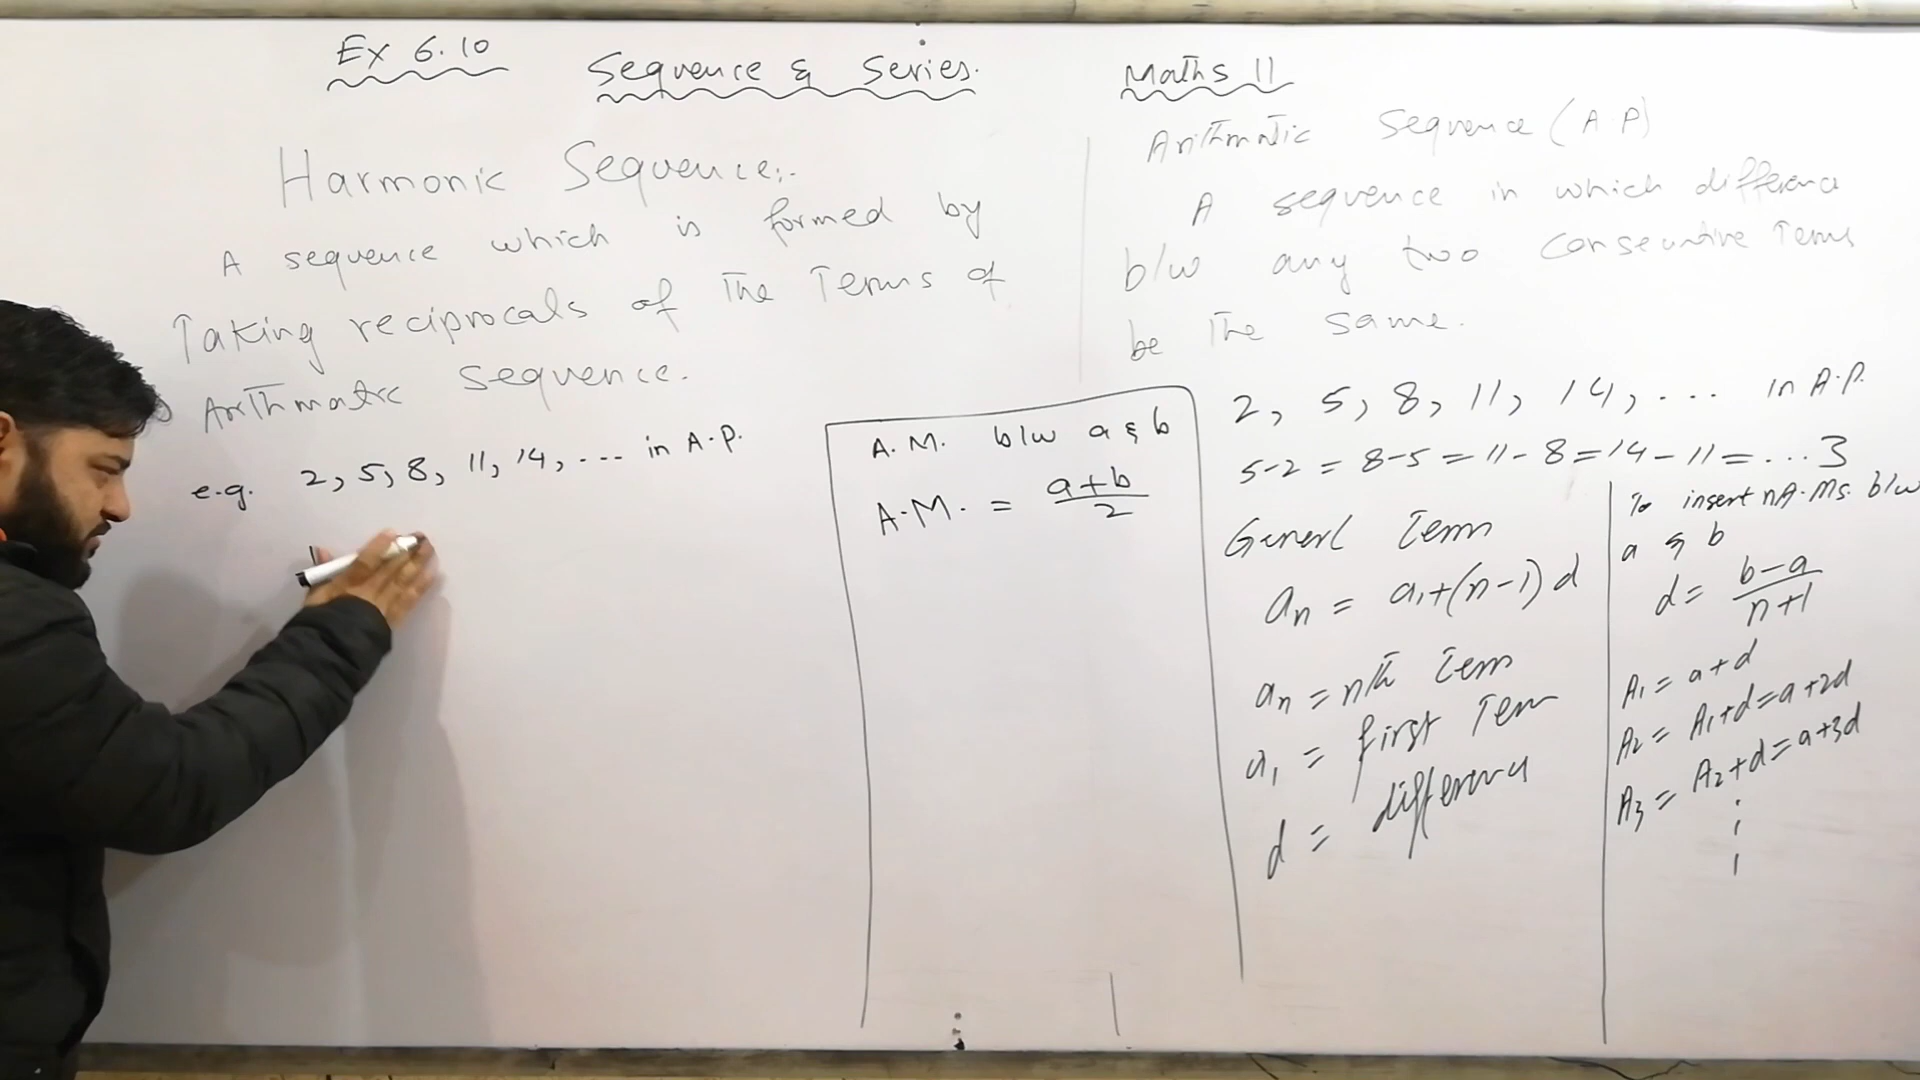 Ex 6.10
Sequence & Series.
Maths 11
Harmonic Sequence:-
A sequence which is formed by
Taking reciprocals of The Terms of
Arithmatic Sequence.
e.g. 2, 5, 8, 11, 14, ... in A.P.
A.M. b/w a & b
A.M. = a+b/2
Arithmatic Sequence (A.P)
A sequence in which difference
b/w any two Consecutive Terms
be The same.
2, 5, 8, 11, 14, ... in A.P.
5-2 = 8-5 = 11-8 = 14-11 = ... 3
Generl Term
an = a1+(n-1)d
an = nth Term
a1 = first Term
d = difference
To insert n A.Ms. b/w
a & b
d = b-a/n+1
A1 = a+d
A2 = A1+d = a+2d
A3 = A2+d = a+3d